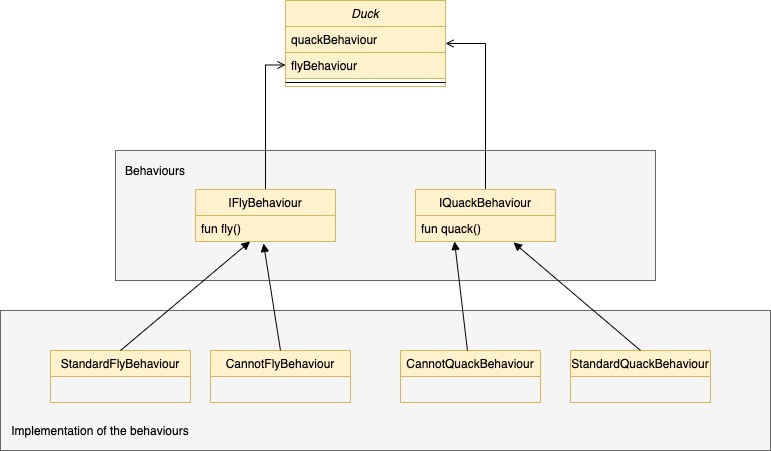 Duck
quackBehaviour
flyBehaviour
Behaviours
IFlyBehaviour
fun fly()
IQuackBehaviour
fun quack()
StandardFlyBehaviour
CannotFlyBehaviour
CannotQuackBehaviour
StandardQuackBehaviour
Implementation of the behaviours